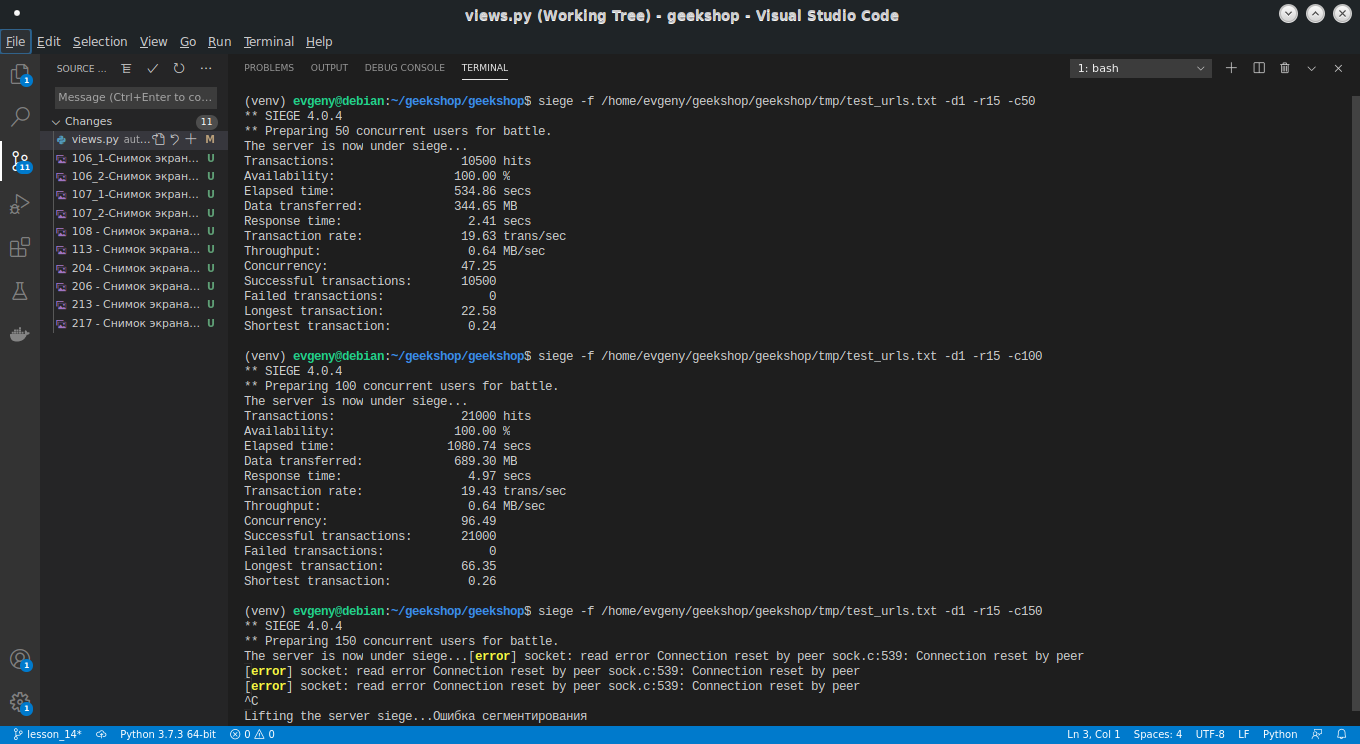 views.py (Working Tree) - geekshop - Visual Studio Code
File Edit Selection View Go Run Terminal Help
SOURCE ...
Message (Ctrl+Enter to co...
Changes 11
views.py aut... M
106_1-Снимок экран... U
106_2-Снимок экран... U
107_1-Снимок экран... U
107_2-Снимок экран... U
108 - Снимок экрана... U
113 - Снимок экрана... U
204 - Снимок экрана... U
206 - Снимок экрана... U
213 - Снимок экрана... U
217 - Снимок экрана... U
1
11
1
1
PROBLEMS OUTPUT DEBUG CONSOLE TERMINAL
1: bash
(venv) evgeny@debian:~/geekshop/geekshop$ siege -f /home/evgeny/geekshop/geekshop/tmp/test_urls.txt -d1 -r15 -c50
** SIEGE 4.0.4
** Preparing 50 concurrent users for battle.
The server is now under siege...
Transactions: 10500 hits
Availability: 100.00 %
Elapsed time: 534.86 secs
Data transferred: 344.65 MB
Response time: 2.41 secs
Transaction rate: 19.63 trans/sec
Throughput: 0.64 MB/sec
Concurrency: 47.25
Successful transactions: 10500
Failed transactions: 0
Longest transaction: 22.58
Shortest transaction: 0.24
(venv) evgeny@debian:~/geekshop/geekshop$ siege -f /home/evgeny/geekshop/geekshop/tmp/test_urls.txt -d1 -r15 -c100
** SIEGE 4.0.4
** Preparing 100 concurrent users for battle.
The server is now under siege...
Transactions: 21000 hits
Availability: 100.00 %
Elapsed time: 1080.74 secs
Data transferred: 689.30 MB
Response time: 4.97 secs
Transaction rate: 19.43 trans/sec
Throughput: 0.64 MB/sec
Concurrency: 96.49
Successful transactions: 21000
Failed transactions: 0
Longest transaction: 66.35
Shortest transaction: 0.26
(venv) evgeny@debian:~/geekshop/geekshop$ siege -f /home/evgeny/geekshop/geekshop/tmp/test_urls.txt -d1 -r15 -c150
** SIEGE 4.0.4
** Preparing 150 concurrent users for battle.
The server is now under siege...[error] socket: read error Connection reset by peer sock.c:539: Connection reset by peer
[error] socket: read error Connection reset by peer sock.c:539: Connection reset by peer
[error] socket: read error Connection reset by peer sock.c:539: Connection reset by peer
^C
Lifting the server siege...Ошибка сегментирования
lesson_14* Python 3.7.3 64-bit 0 0 Ln 3, Col 1 Spaces: 4 UTF-8 LF Python